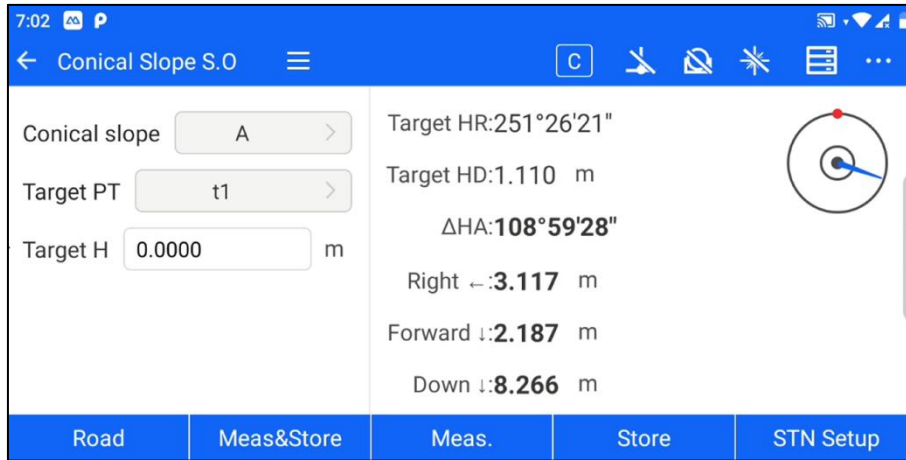 7:02
Conical Slope S.O
C
Conical slope A
Target PT t1
Target H 0.0000 m
Target HR:251°26'21"
Target HD:1.110 m
ΔHA:108°59'28"
Right ←:3.117 m
Forward ↓:2.187 m
Down ↓:8.266 m
Road Meas&Store Meas. Store STN Setup